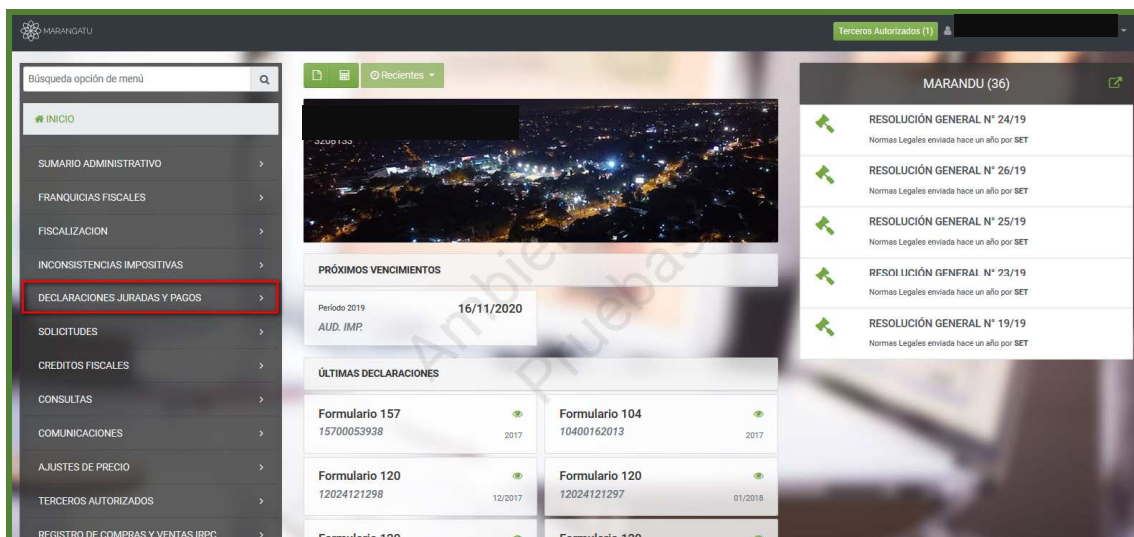 MARANGATU
Terceros Autorizados (1)
Búsqueda opción de menú
INICIO
SUMARIO ADMINISTRATIVO
FRANQUICIAS FISCALES
FISCALIZACION
INCONSISTENCIAS IMPOSITIVAS
DECLARACIONES JURADAS Y PAGOS
SOLICITUDES
CREDITOS FISCALES
CONSULTAS
COMUNICACIONES
AJUSTES DE PRECIO
TERCEROS AUTORIZADOS
REGISTRO DE COMPRAS Y VENTAS IRPC
Recientes
PRÓXIMOS VENCIMIENTOS
Período 2019
16/11/2020
AUD. IMP.
ÚLTIMAS DECLARACIONES
Formulario 157
15700053938
2017
Formulario 104
10400162013
2017
Formulario 120
12024121298
12/2017
Formulario 120
12024121297
01/2018
Ambiente
Pruebas
MARANDU (36)
RESOLUCIÓN GENERAL N° 24/19
Normas Legales enviada hace un año por SET
RESOLUCIÓN GENERAL N° 26/19
Normas Legales enviada hace un año por SET
RESOLUCIÓN GENERAL N° 25/19
Normas Legales enviada hace un año por SET
RESOLUCIÓN GENERAL N° 23/19
Normas Legales enviada hace un año por SET
RESOLUCIÓN GENERAL N° 19/19
Normas Legales enviada hace un año por SET